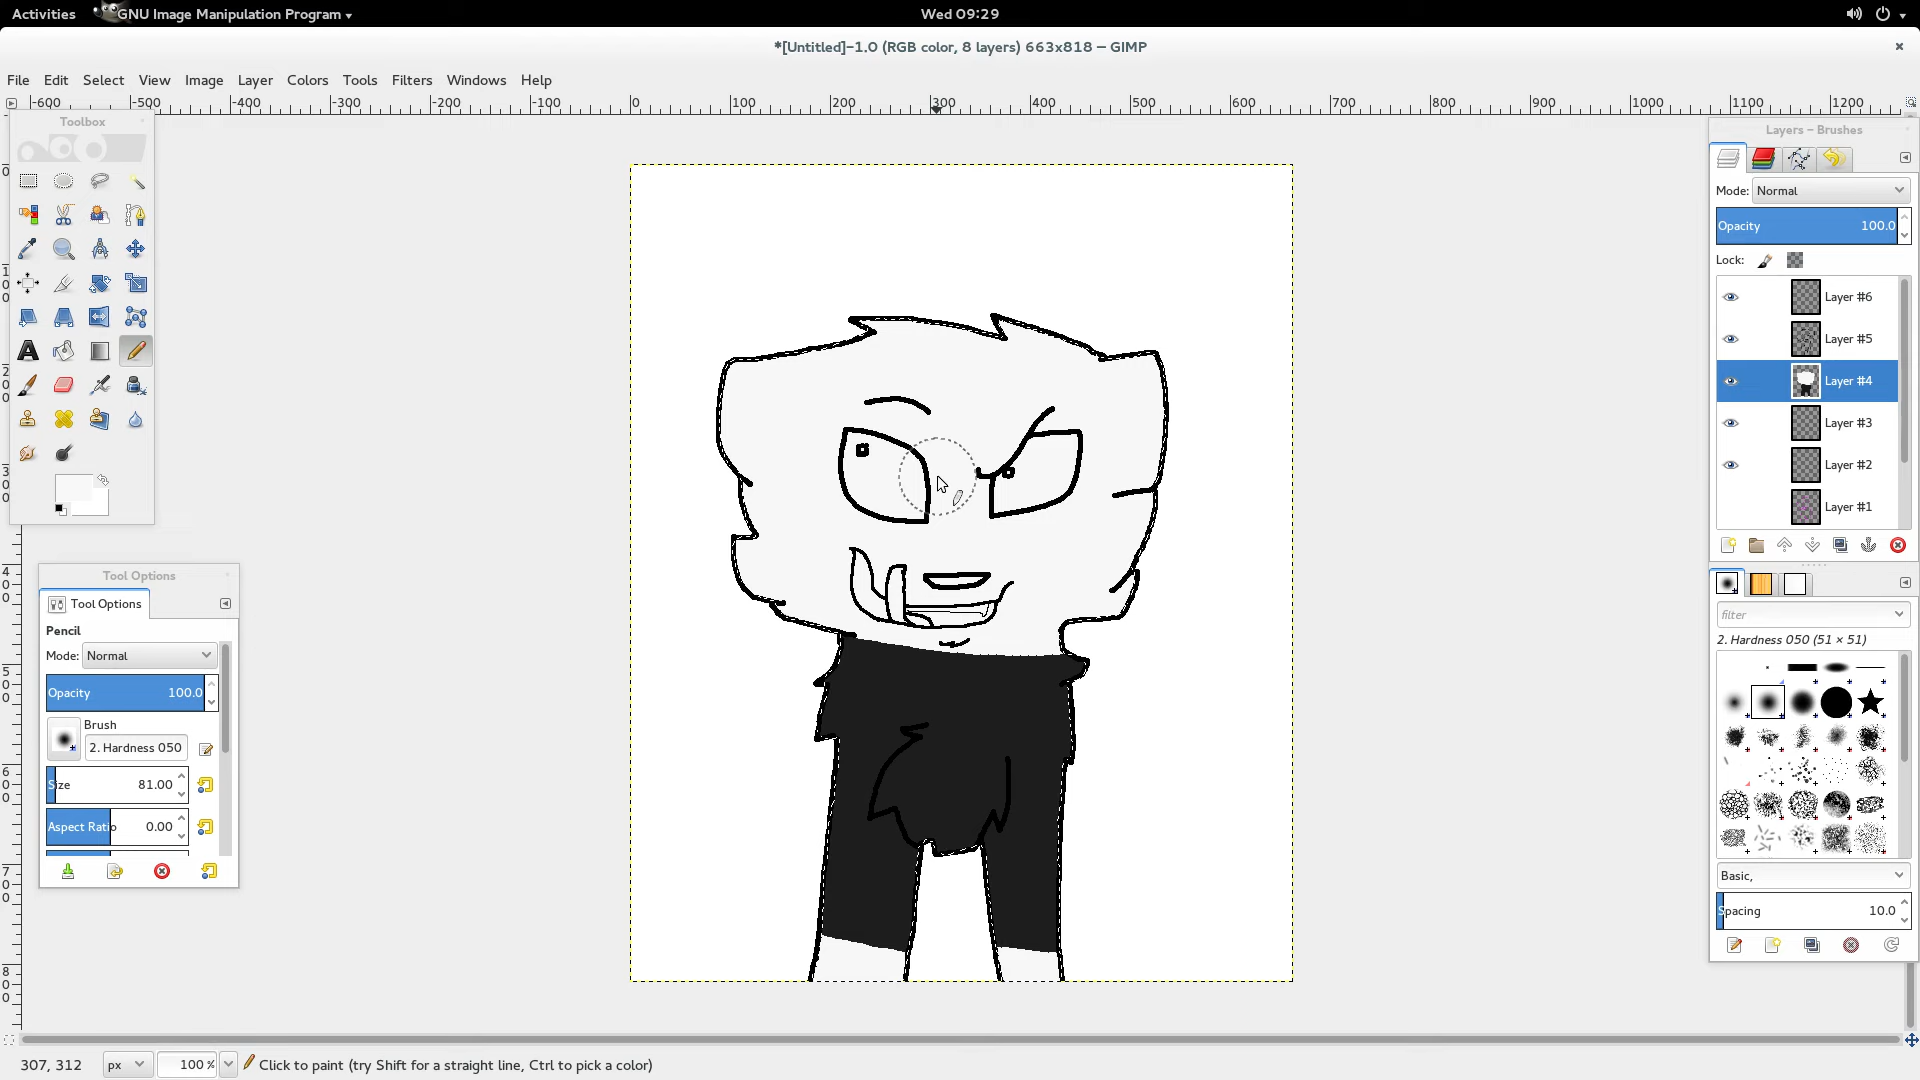 Activities GNU Image Manipulation Program Wed 09:29
*[Untitled]-1.0 (RGB color, 8 layers) 663x818 – GIMP
File Edit Select View Image Layer Colors Tools Filters Windows Help
-600 -500 -400 -300 -200 -100 0 100 200 300 400 500 600 700 800 900 1000 1100 1200
Toolbox
Layers – Brushes
Mode: Normal
Opacity 100.0
Lock:
Layer #6
Layer #5
Layer #4
Layer #3
Layer #2
Layer #1
Tool Options
Tool Options
Pencil
Mode: Normal
Opacity 100.0
Brush
2. Hardness 050
Size 81.00
Aspect Ratio 0.00
filter
2. Hardness 050 (51 × 51)
Basic,
Spacing 10.0
307, 312 px 100 % Click to paint (try Shift for a straight line, Ctrl to pick a color)